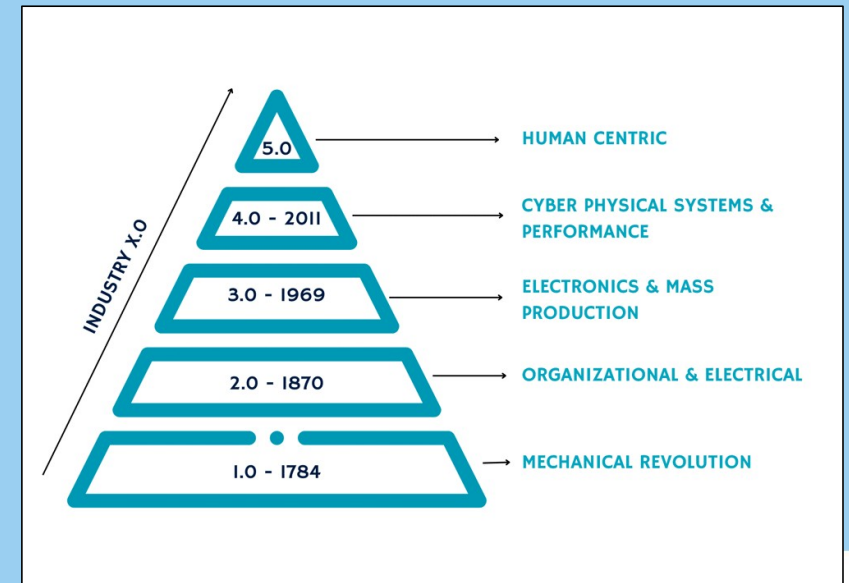 INDUSTRY X.0
5.0
HUMAN CENTRIC
4.0 - 2011
CYBER PHYSICAL SYSTEMS &
PERFORMANCE
3.0 - 1969
ELECTRONICS & MASS
PRODUCTION
2.0 - 1870
ORGANIZATIONAL & ELECTRICAL
1.0 - 1784
MECHANICAL REVOLUTION